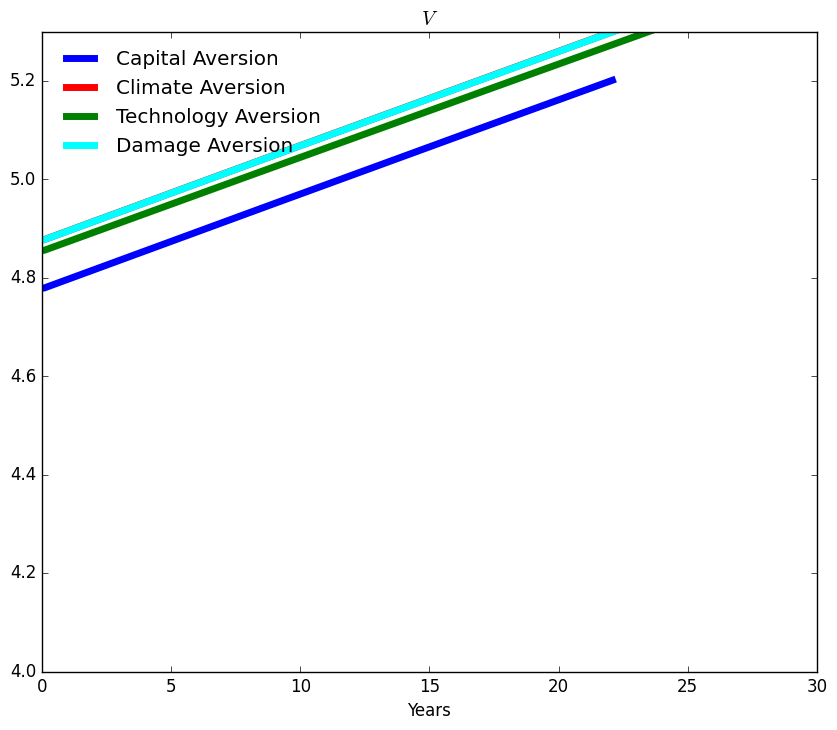 V
Capital Aversion
Climate Aversion
Technology Aversion
Damage Aversion
5.2
5.0
4.8
4.6
4.4
4.2
4.0
0 5 10 15 20 25 30
Years